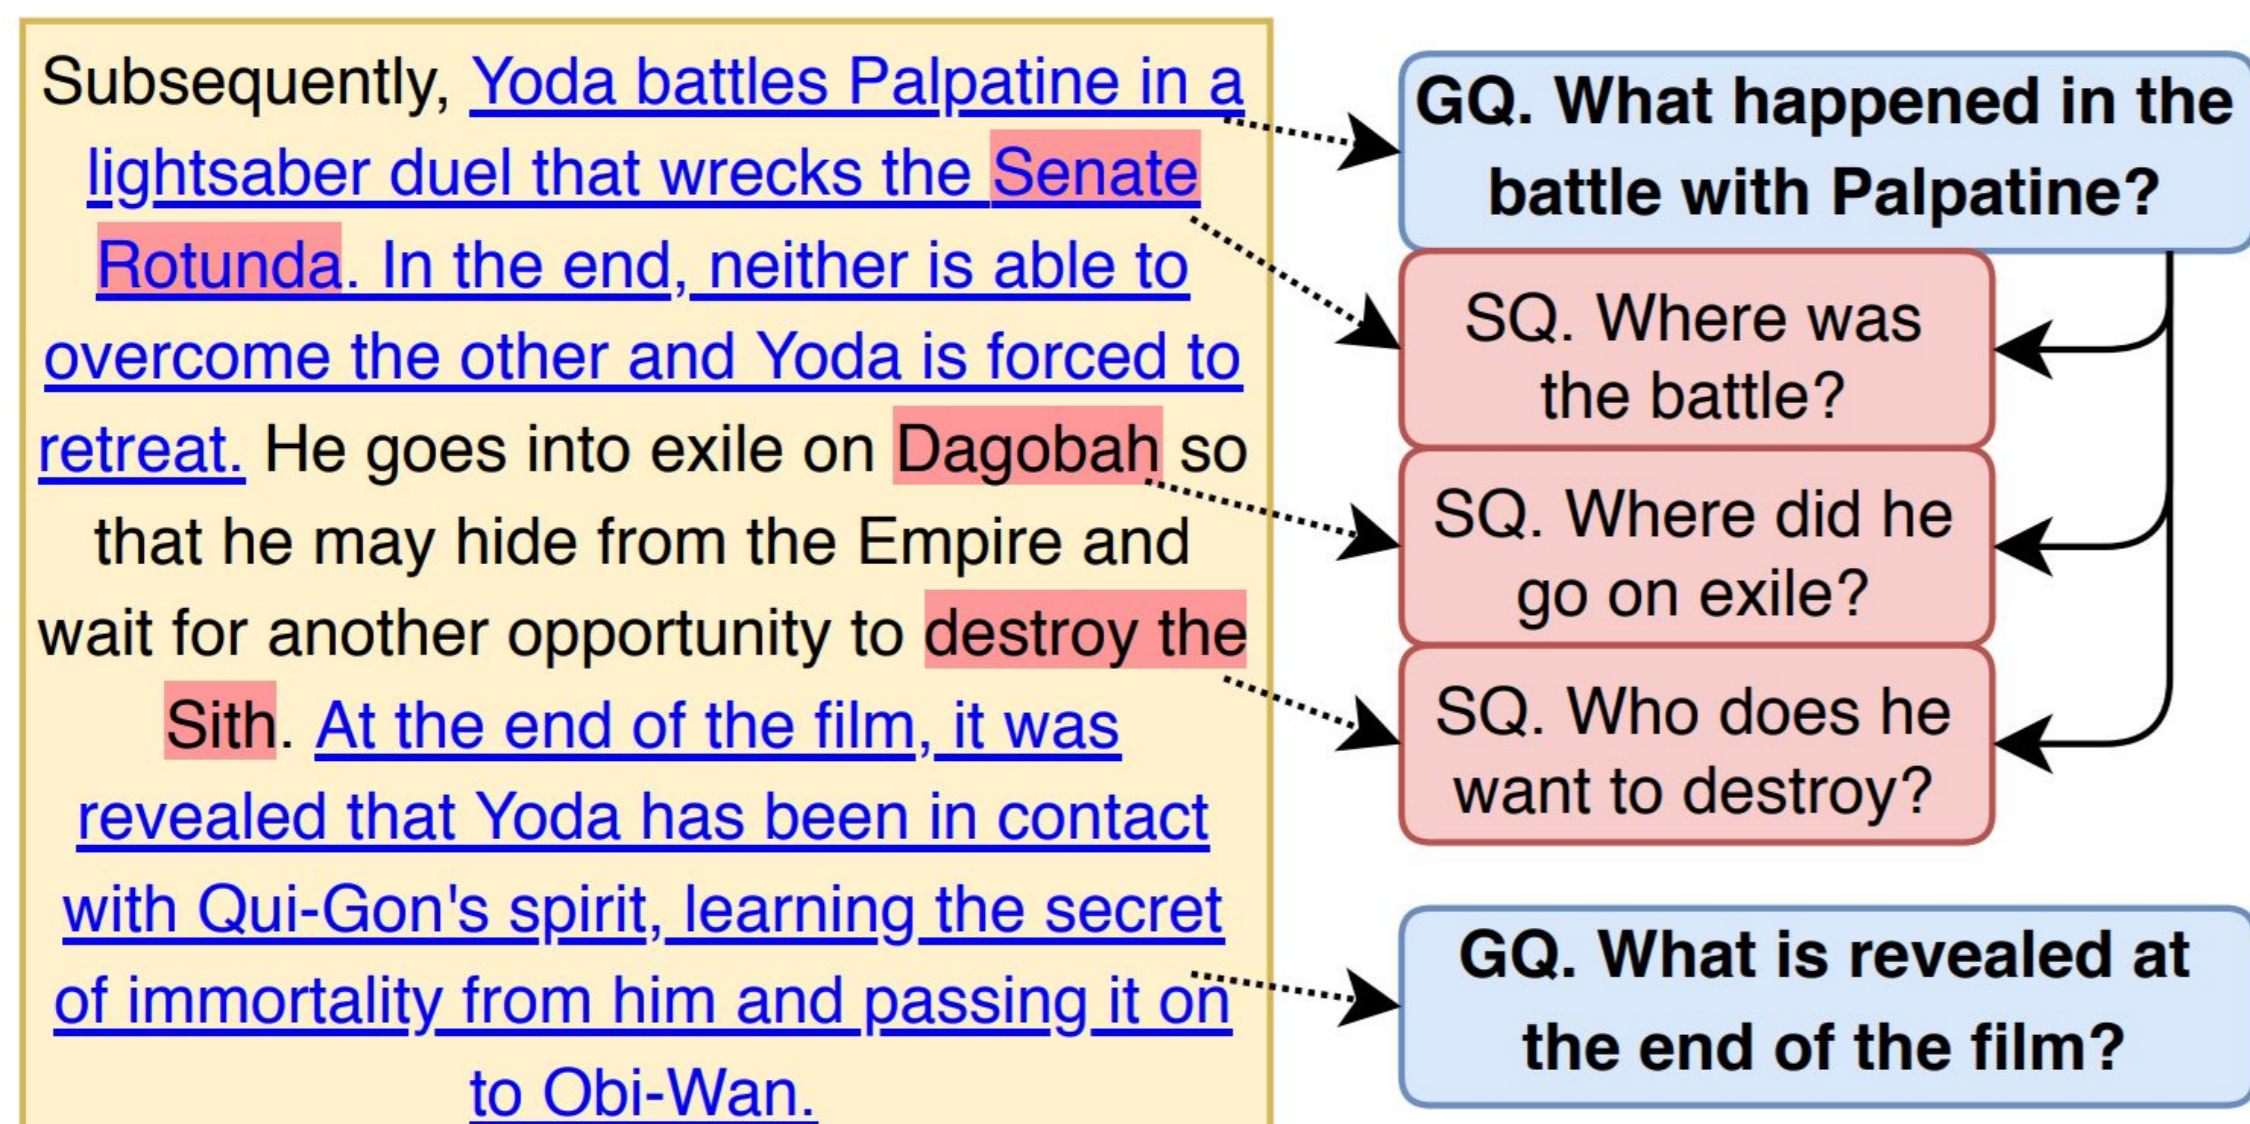 Subsequently, Yoda battles Palpatine in a
lightsaber duel that wrecks the Senate
Rotunda. In the end, neither is able to
overcome the other and Yoda is forced to
retreat. He goes into exile on Dagobah so
that he may hide from the Empire and
wait for another opportunity to destroy the
Sith. At the end of the film, it was
revealed that Yoda has been in contact
with Qui-Gon's spirit, learning the secret
of immortality from him and passing it on
to Obi-Wan.
GQ. What happened in the
battle with Palpatine?
SQ. Where was
the battle?
SQ. Where did he
go on exile?
SQ. Who does he
want to destroy?
GQ. What is revealed at
the end of the film?